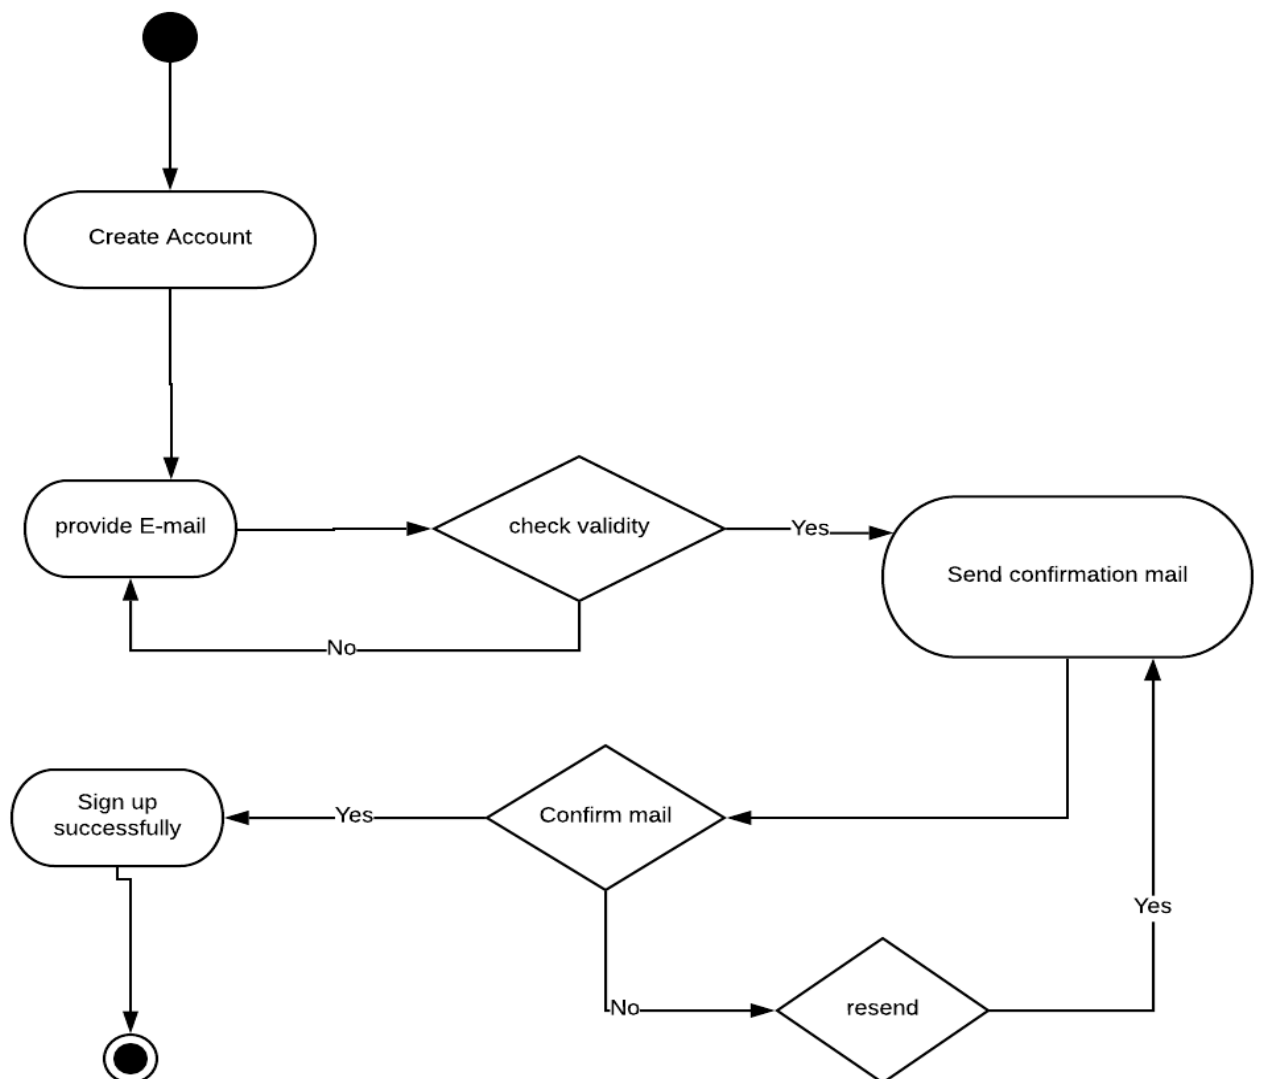 Create Account
provide E-mail
check validity
Yes
Send confirmation mail
No
Sign up
successfully
Yes
Confirm mail
Yes
No
resend